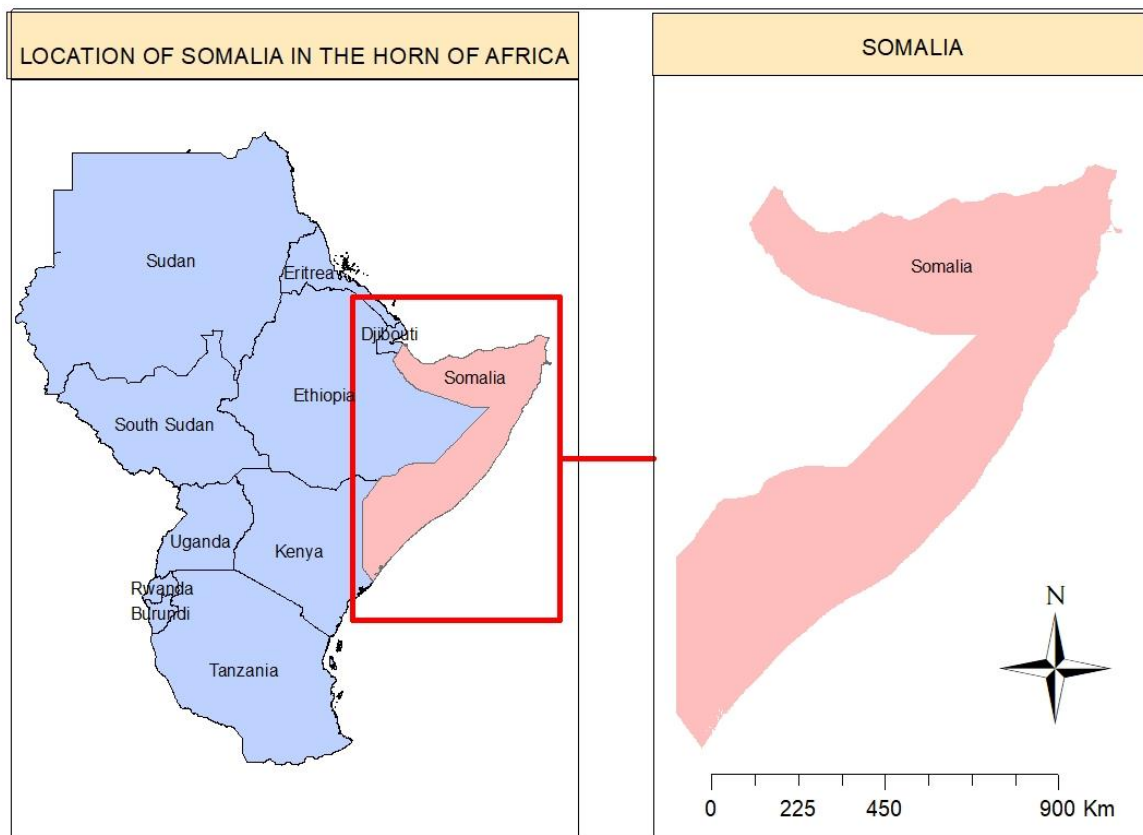 LOCATION OF SOMALIA IN THE HORN OF AFRICA
Sudan
Eritrea
Djibouti
Somalia
Ethiopia
South Sudan
Uganda
Kenya
Rwanda
Burundi
Tanzania
SOMALIA
Somalia
N
0 225 450 900 Km